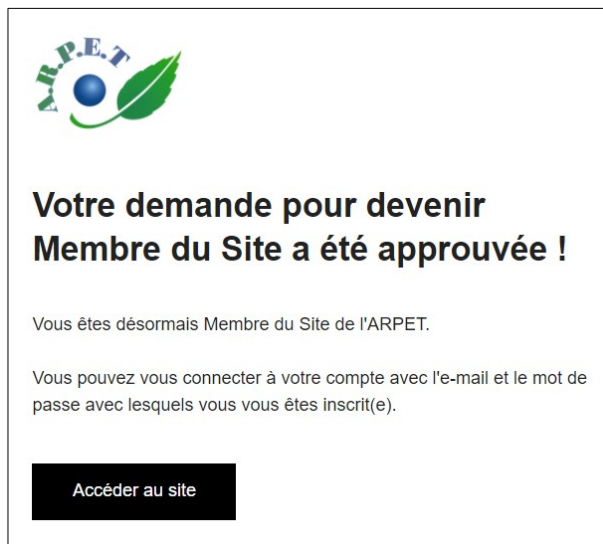 A.R.P.E.T
Votre demande pour devenir
Membre du Site a été approuvée !
Vous êtes désormais Membre du Site de l'ARPET.
Vous pouvez vous connecter à votre compte avec l'e-mail et le mot de
passe avec lesquels vous vous êtes inscrit(e).
Accéder au site